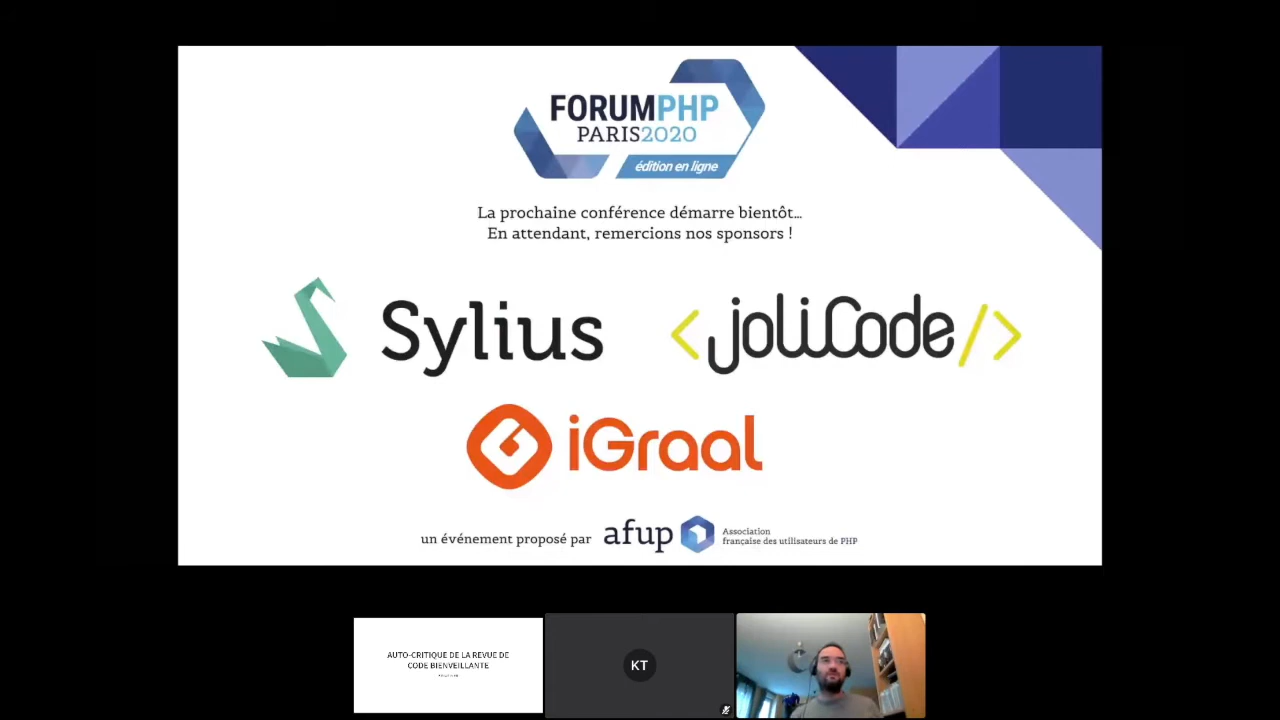 FORUMPHP
PARIS2020
édition en ligne
La prochaine conférence démarre bientôt...
En attendant, remercions nos sponsors !
Sylius
<joliCode/>
iGraal
un événement proposé par
afup
Association
française des utilisateurs de PHP
AUTO-CRITIQUE DE LA REVUE DE
CODE BIENVEILLANTE
KT